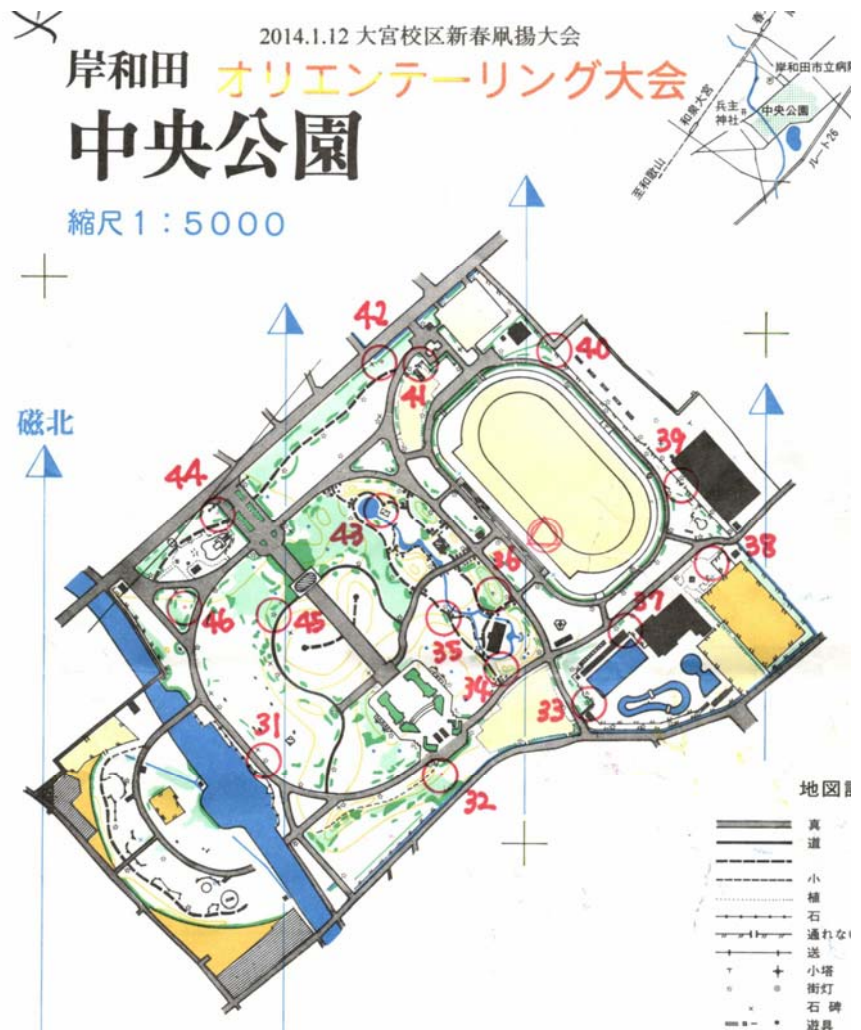 2014.1.12 大宮校区新春凧揚大会
岸和田
オリエンテーリング大会
中央公園
縮尺1：5000
岸和田市立病院
兵主
神社
中央公園
和泉大宮
至和歌山
ルート26
春
磁北
42
41
40
39
44
43
36
38
46
45
35
37
34
33
31
32
地図記
真
道
小
植
石
通れない
送
小塔
街灯
石碑
遊具